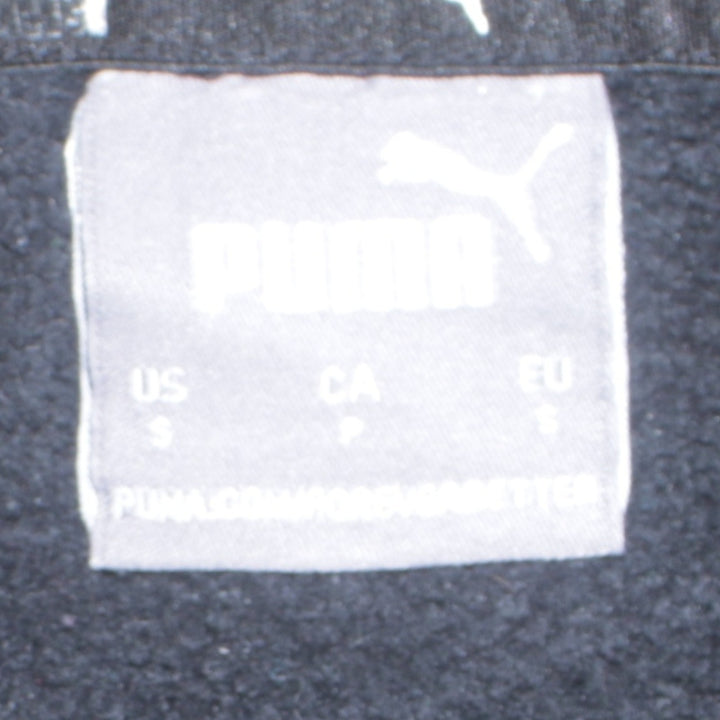 PUMA
US CA EU
S P S
PUMA.COM/FOREVERBETTER